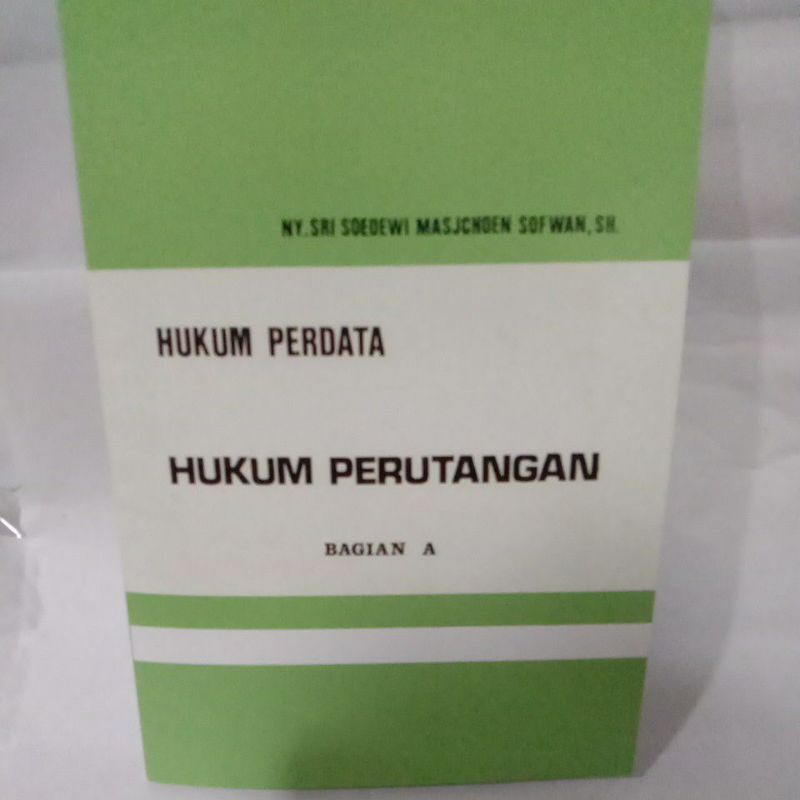 NY. SRI SOEDEWI MASJCHOEN SOFWAN, SH.
HUKUM PERDATA
HUKUM PERUTANGAN
BAGIAN A